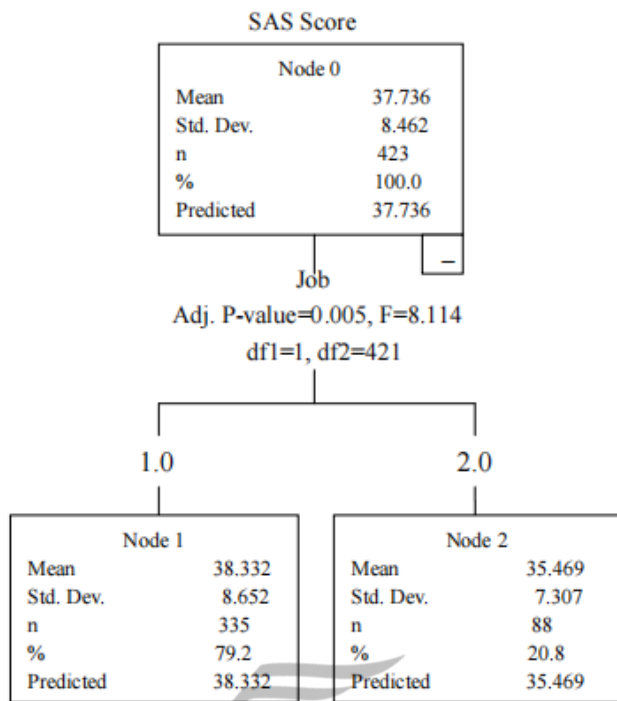 SAS Score
Node 0
Mean 37.736
Std. Dev. 8.462
n 423
% 100.0
Predicted 37.736
Job
Adj. P-value=0.005, F=8.114
df1=1, df2=421
1.0 2.0
Node 1 Node 2
Mean 38.332 Mean 35.469
Std. Dev. 8.652 Std. Dev. 7.307
n 335 n 88
% 79.2 % 20.8
Predicted 38.332 Predicted 35.469